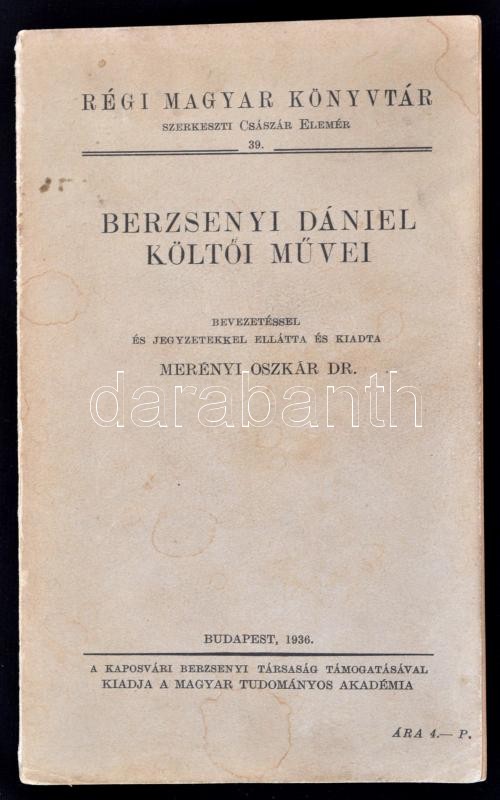 RÉGI MAGYAR KÖNYVTÁR
SZERKESZTI CSÁSZÁR ELEMÉR
39.
BERZSENYI DÁNIEL
KÖLTŐI MŰVEI
BEVEZETÉSSEL
ÉS JEGYZETEKKEL ELLÁTTA ÉS KIADTA
MERÉNYI OSZKÁR DR.
darabanth
BUDAPEST, 1936.
A KAPOSVÁRI BERZSENYI TÁRSASÁG TÁMOGATÁSÁVAL
KIADJA A MAGYAR TUDOMÁNYOS AKADÉMIA
ÁRA 4.— P.